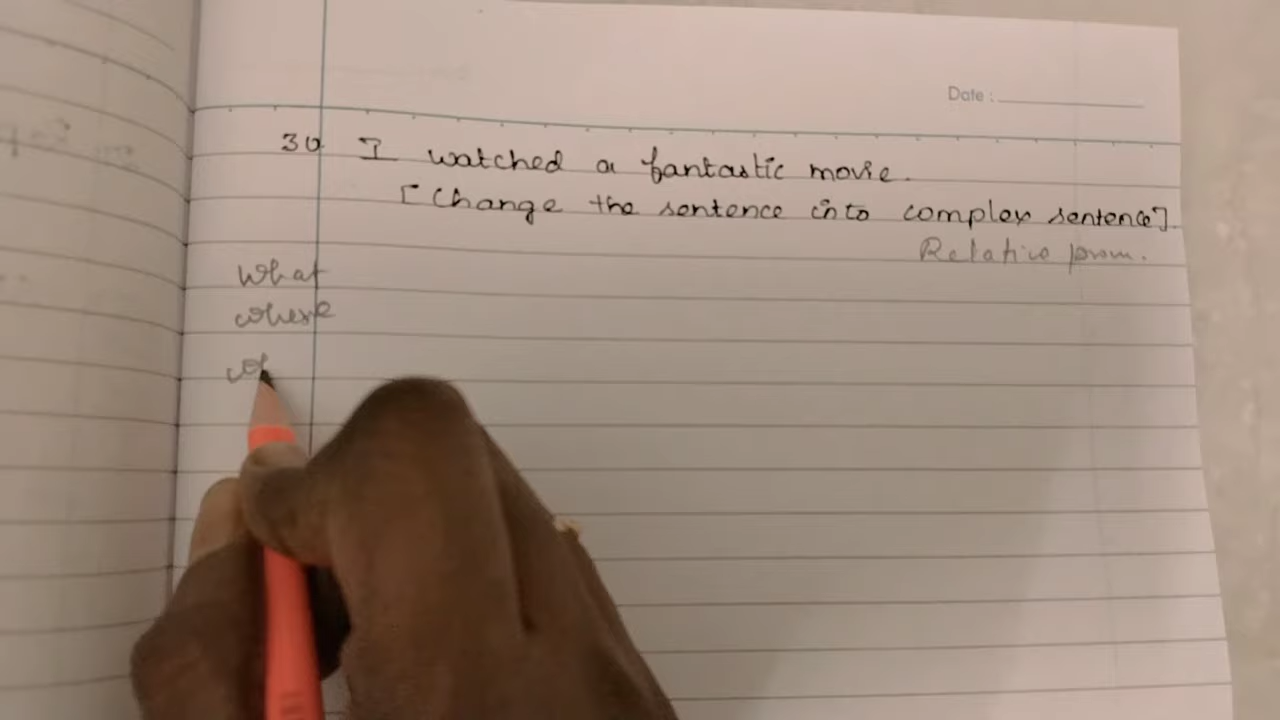 Date :
30 I watched a fantastic movie.
[Change the sentence into complex sentence].
Relative pron.
What
where